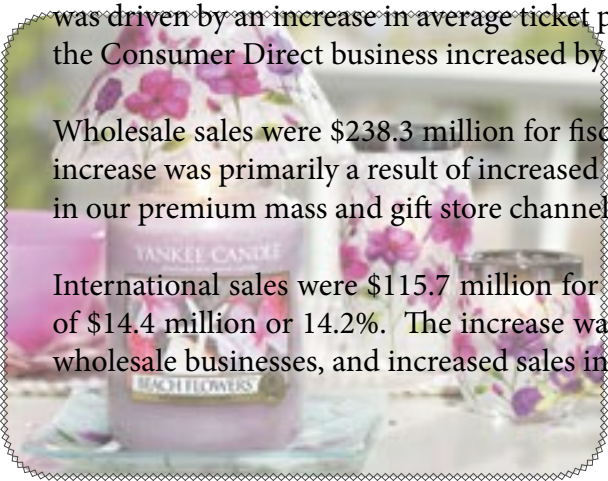 was driven by an increase in average ticket
the Consumer Direct business increased by
Wholesale sales were $238.3 million for
increase was primarily a result of increased
in our premium mass and gift store
YANKEE CANDLE
International sales were $115.7 million for
of $14.4 million or 14.2%. The increase
wholesale businesses, and increased sales in
BEACH FLOWERS